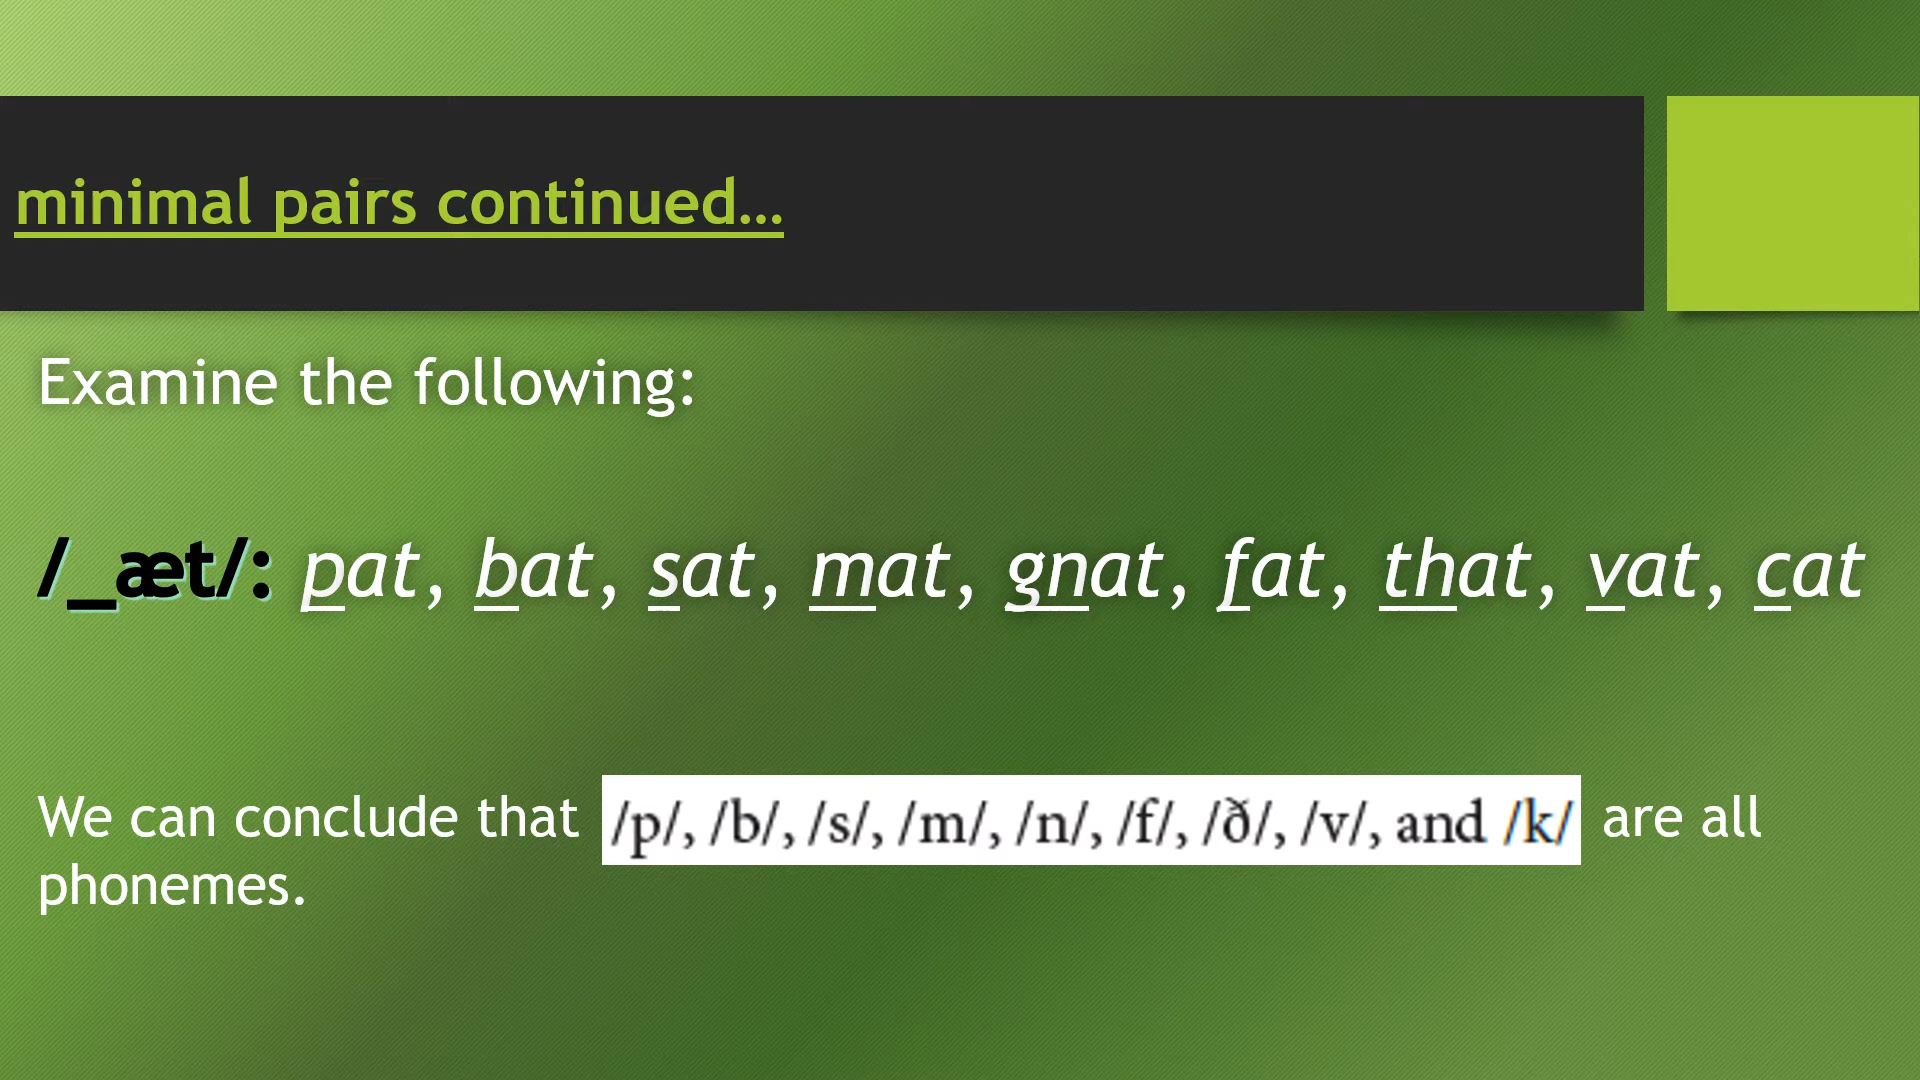 minimal pairs continued…
Examine the following:
/_æt/: pat, bat, sat, mat, gnat, fat, that, vat, cat
We can conclude that /p/, /b/, /s/, /m/, /n/, /f/, /ð/, /v/, and /k/ are all
phonemes.